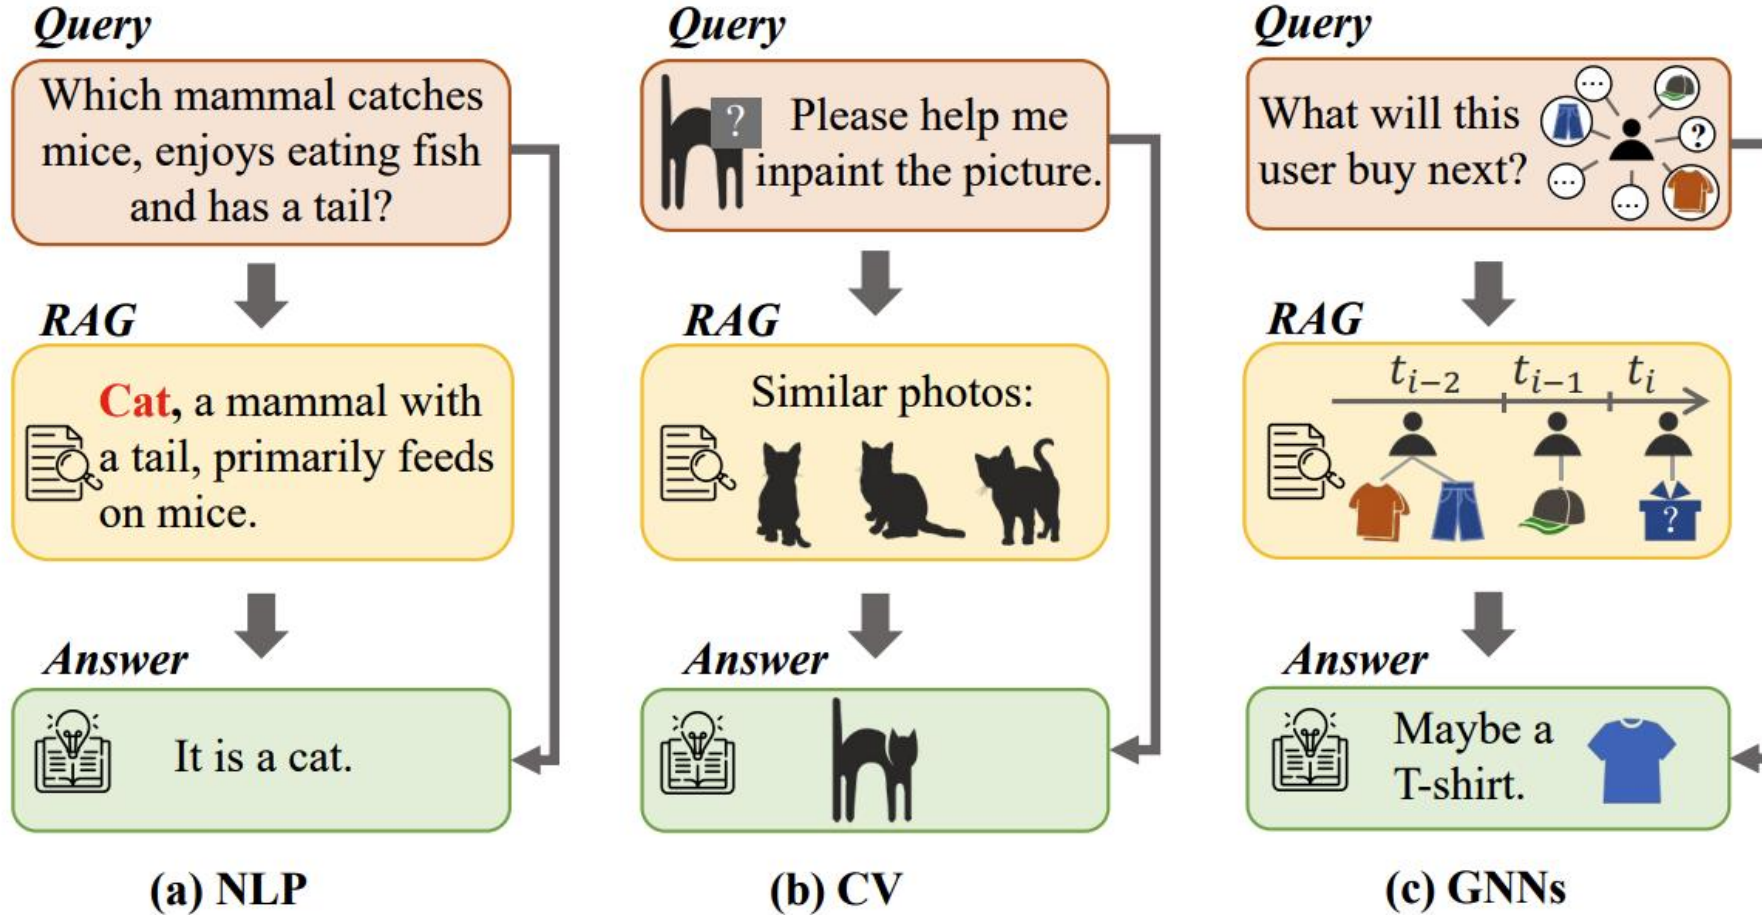 Query
Which mammal catches
mice, enjoys eating fish
and has a tail?
RAG
Cat, a mammal with
a tail, primarily feeds
on mice.
Answer
It is a cat.
(a) NLP
Query
?
Please help me
inpaint the picture.
RAG
Similar photos:
Answer
(b) CV
Query
What will this
user buy next?
...
?
...
...
RAG
t_{i-2} t_{i-1} t_i
?
Answer
Maybe a
T-shirt.
(c) GNNs